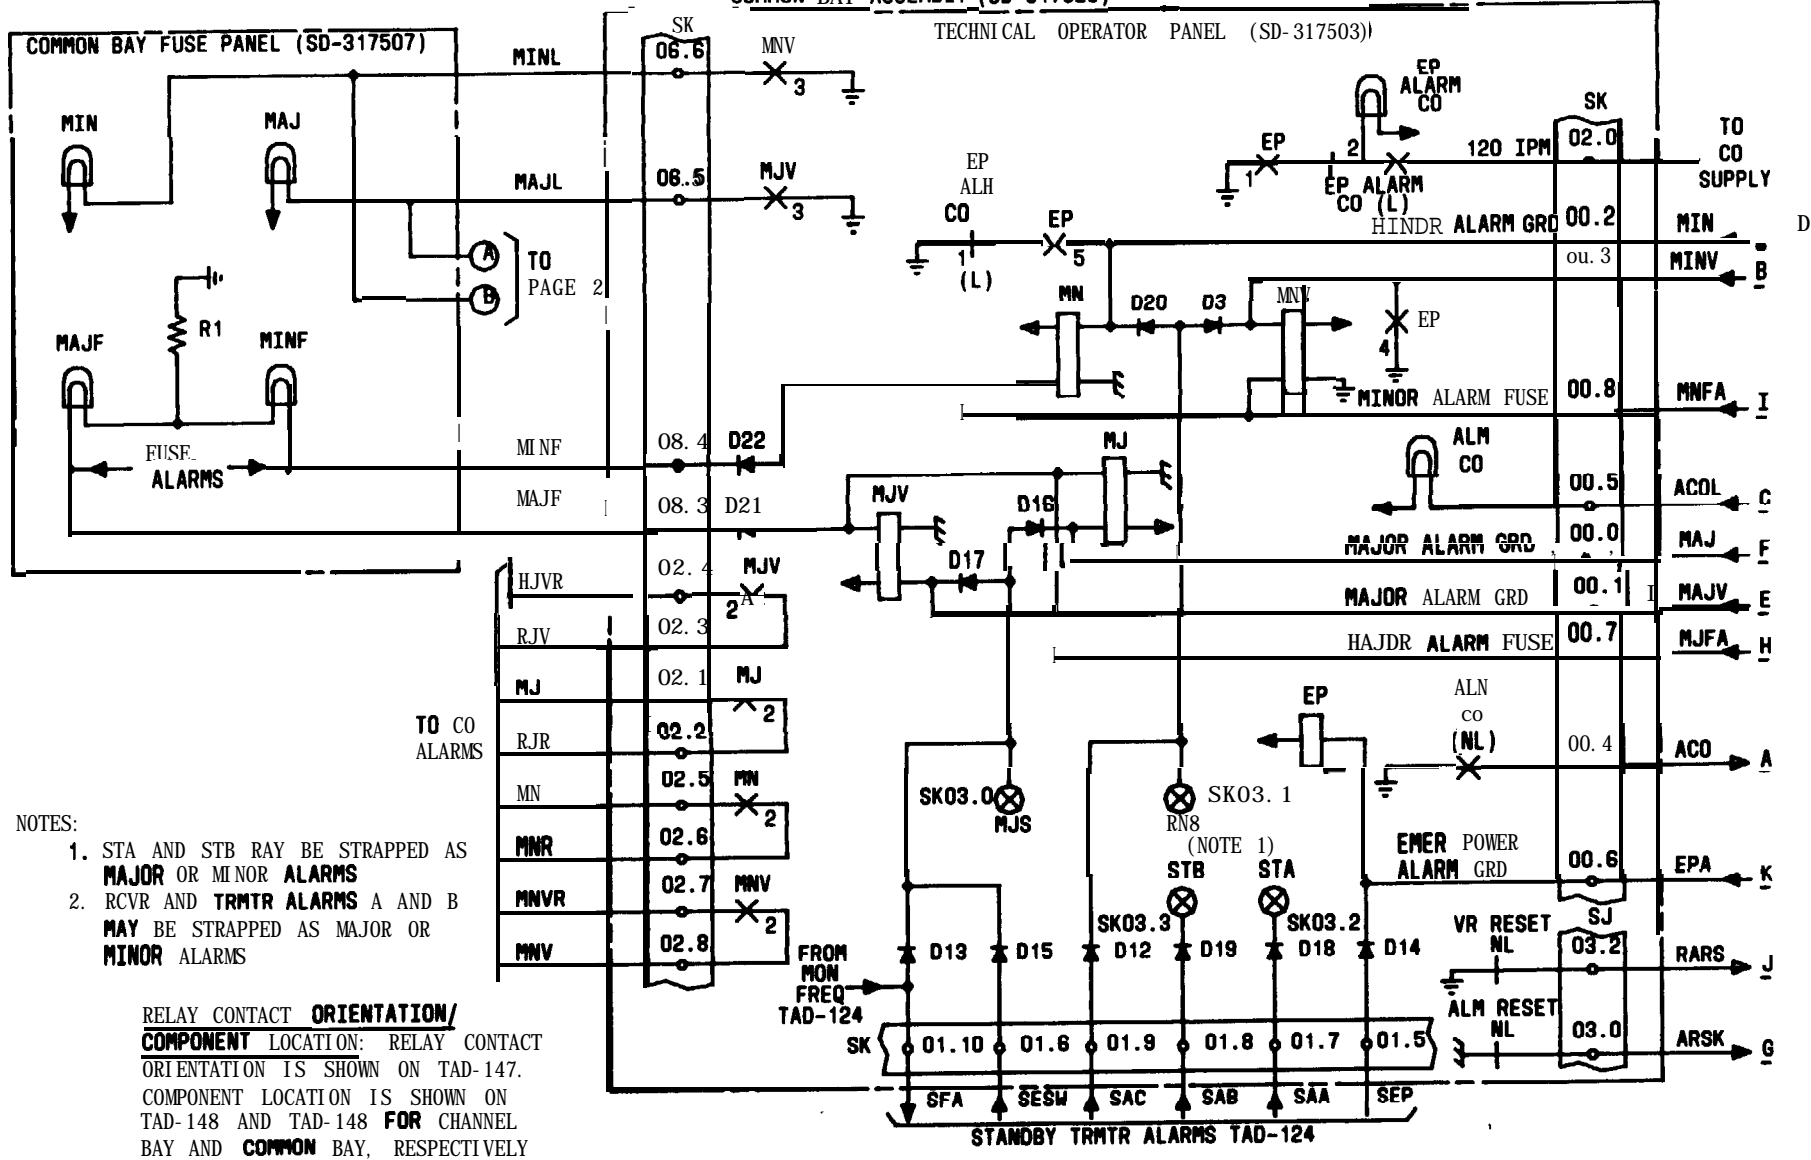 COMMON BAY ASSEMBLY (SD-317520)
COMMON BAY FUSE PANEL (SD-317507)
TECHNICAL OPERATOR PANEL (SD-317503)
MIN
MAJ
R1
MAJF
MINF
FUSE
ALARMS
A
B
TO
PAGE 2
MINL
MAJL
MINF
MAJF
SK
06.6
06.5
08.4
08.3
02.4
02.3
02.1
02.2
02.5
02.6
02.7
02.8
MNV
3
MJV
3
D22
D21
MJV
2
MJ
2
MN
2
MNV
2
HJVR
RJV
MJ
RJR
MN
MNR
MNVR
MNV
TO CO
ALARMS
EP
ALH
CO
1
(L)
EP
5
EP
1
2
EP
ALARM
CO
EP ALARM
CO (L)
120 IPM
MN
D20
D3
MNV
EP
4
MJV
MJ
D16
D17
ALM
CO
HINDR ALARM GRD
MINOR ALARM FUSE
MAJOR ALARM GRD
MAJOR ALARM GRD
HAJDR ALARM FUSE
EP
ALN
co
(NL)
EMER POWER
ALARM GRD
SK
02.0
00.2
ou. 3
00.8
00.5
00.0
00.1
00.7
00.4
00.6
TO
CO
SUPPLY
MIN D
MINV B
MNFA I
ACOL C
MAJ F
MAJV E
MJFA H
ACO A
EPA K
RARS J
ARSK G
SJ
03.2
03.0
VR RESET
NL
ALM RESET
NL
SK03.0
MJS
SK03. 1
RN8
(NOTE 1)
STB
STA
SK03.3
SK03.2
D13
D15
D12
D19
D18
D14
FROM
MON
FREQ
TAD-124
SK
01.10
01.6
01.9
01.8
01.7
01.5
SFA
SESW
SAC
SAB
SAA
SEP
STANDBY TRMTR ALARMS TAD-124
NOTES:
1. STA AND STB RAY BE STRAPPED AS
MAJOR OR MINOR ALARMS
2. RCVR AND TRMTR ALARMS A AND B
MAY BE STRAPPED AS MAJOR OR
MINOR ALARMS
RELAY CONTACT ORIENTATION/
COMPONENT LOCATION: RELAY CONTACT
ORIENTATION IS SHOWN ON TAD-147.
COMPONENT LOCATION IS SHOWN ON
TAD-148 AND TAD-148 FOR CHANNEL
BAY AND COMMON BAY, RESPECTIVELY